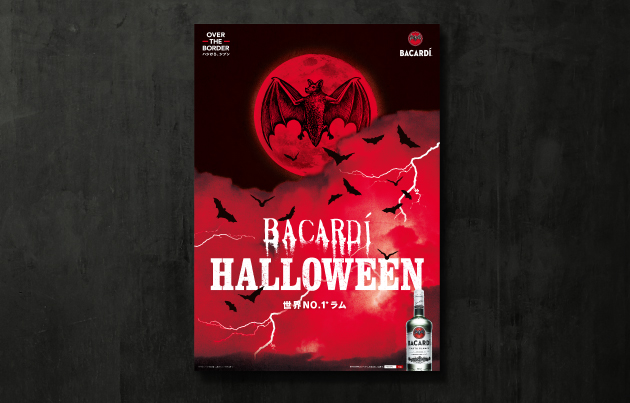 OVER
THE
BORDER
BACARDÍ
BACARDÍ
HALLOWEEN
世界NO.1*ラム
BACARDÍ